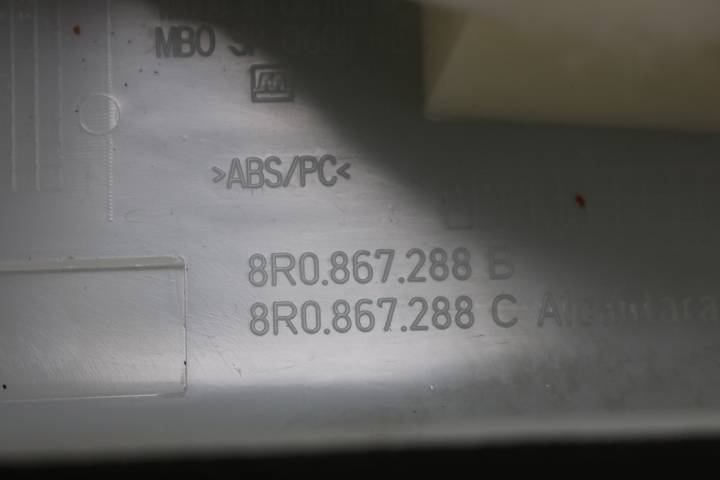 MBO
>ABS/PC<
8R0.867.288 B
8R0.867.288 C Alcantara